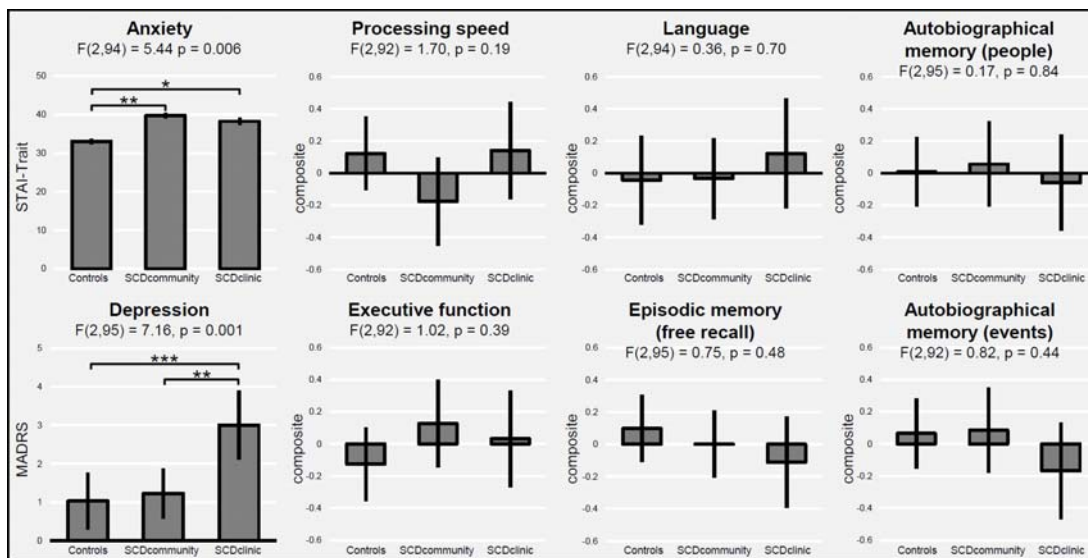 Anxiety
F(2,94) = 5.44 p = 0.006
STAI-Trait
50
40
30
20
10
0
*
**
Controls
SCDcommunity
SCDclinic
Processing speed
F(2,92) = 1.70, p = 0.19
composite
0.6
0.4
0.2
0
-0.2
-0.4
-0.6
Controls
SCDcommunity
SCDclinic
Language
F(2,94) = 0.36, p = 0.70
composite
0.6
0.4
0.2
0
-0.2
-0.4
-0.6
Controls
SCDcommunity
SCDclinic
Autobiographical
memory (people)
F(2,95) = 0.17, p = 0.84
composite
0.6
0.4
0.2
0
-0.2
-0.4
-0.6
Controls
SCDcommunity
SCDclinic
Depression
F(2,95) = 7.16, p = 0.001
MADRS
5
4
3
2
1
0
***
**
Controls
SCDcommunity
SCDclinic
Executive function
F(2,92) = 1.02, p = 0.39
composite
0.6
0.4
0.2
0
-0.2
-0.4
-0.6
Controls
SCDcommunity
SCDclinic
Episodic memory
(free recall)
F(2,95) = 0.75, p = 0.48
composite
0.4
0.2
0
-0.2
-0.4
-0.6
Controls
SCDcommunity
SCDclinic
Autobiographical
memory (events)
F(2,92) = 0.82, p = 0.44
composite
0.4
0.2
0
-0.2
-0.4
-0.6
Controls
SCDcommunity
SCDclinic